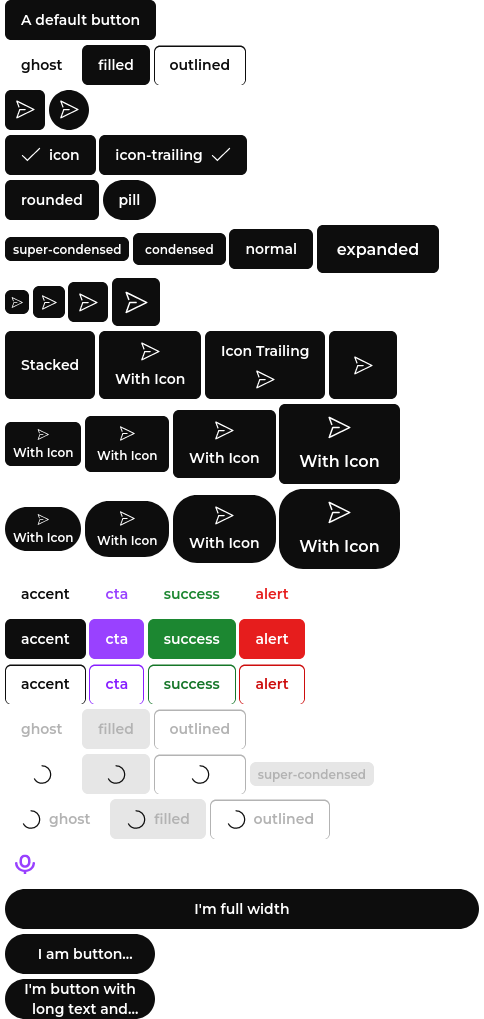 A default button
ghost filled outlined
icon icon-trailing
rounded pill
super-condensed condensed normal expanded
Stacked With Icon Icon Trailing
With Icon With Icon With Icon With Icon
With Icon With Icon With Icon With Icon
accent cta success alert
accent cta success alert
accent cta success alert
ghost filled outlined
super-condensed
ghost filled outlined
I'm full width
I am button...
I'm button with
long text and...